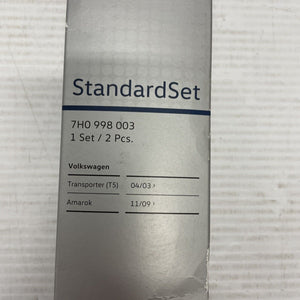 StandardSet
7H0 998 003
1 Set / 2 Pcs.
Volkswagen
Transporter (T5) 04/03 ›
Amarok 11/09 ›